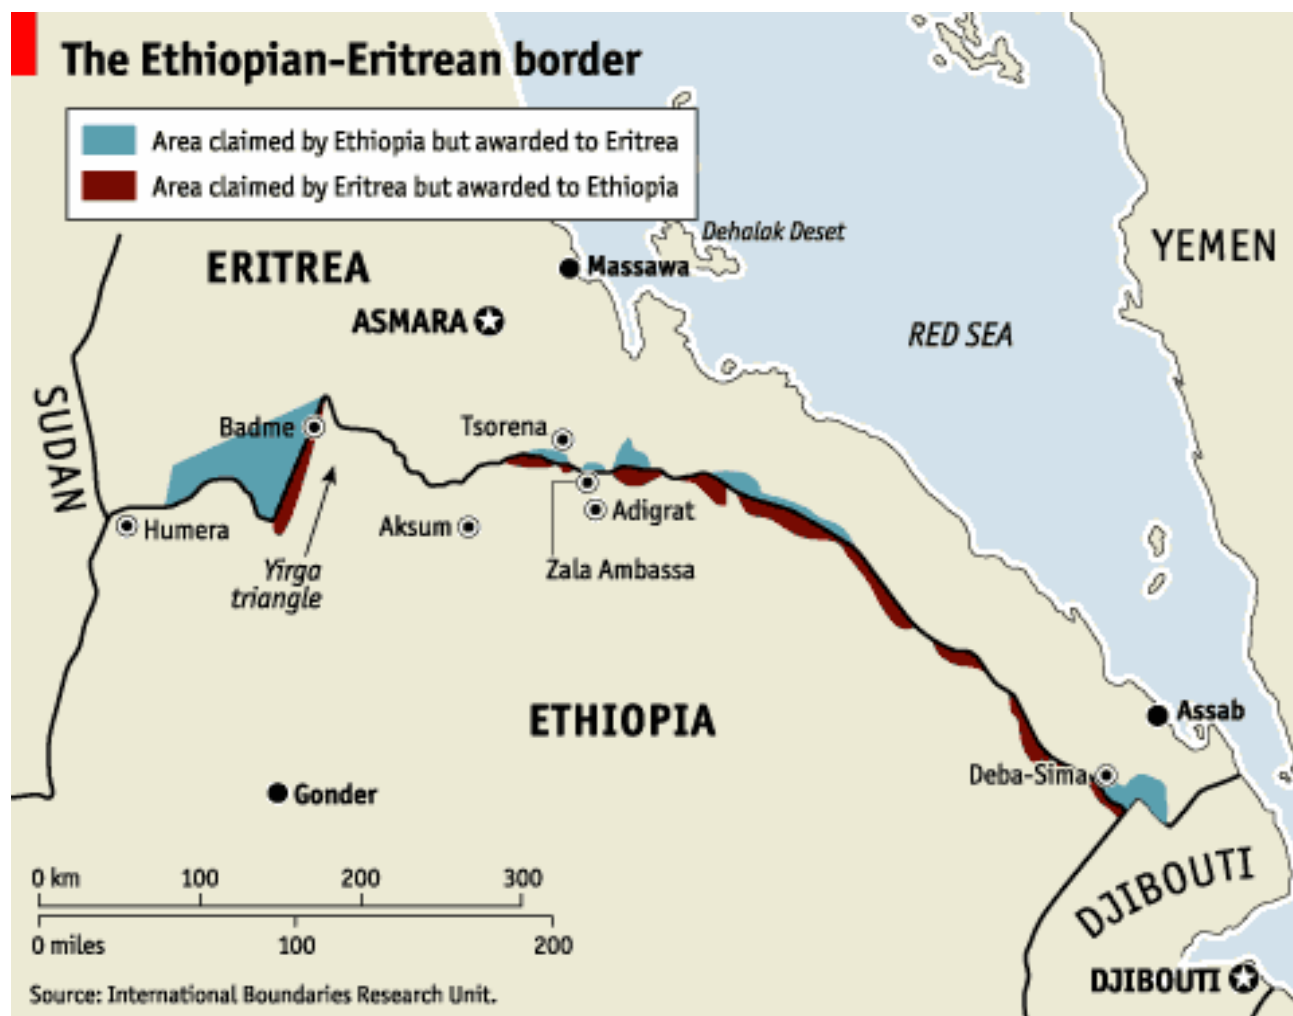 The Ethiopian-Eritrean border
Area claimed by Ethiopia but awarded to Eritrea
Area claimed by Eritrea but awarded to Ethiopia
Dehalak Deset
YEMEN
ERITREA
Massawa
ASMARA
RED SEA
SUDAN
Badme
Tsorena
Humera
Aksum
Adigrat
Yirga
triangle
Zala Ambassa
ETHIOPIA
Assab
Deba-Sima
Gonder
DJIBOUTI
0 km 100 200 300
0 miles 100 200
DJIBOUTI
Source: International Boundaries Research Unit.